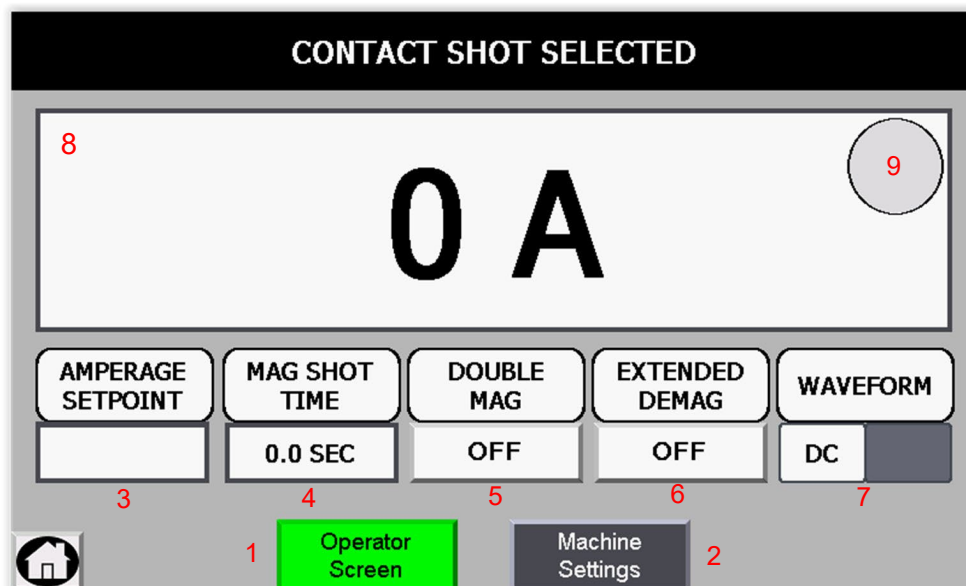 CONTACT SHOT SELECTED
8
9
0 A
AMPERAGE
SETPOINT
MAG SHOT
TIME
DOUBLE
MAG
EXTENDED
DEMAG
WAVEFORM
0.0 SEC
OFF
OFF
DC
3
4
5
6
7
1
Operator
Screen
Machine
Settings
2